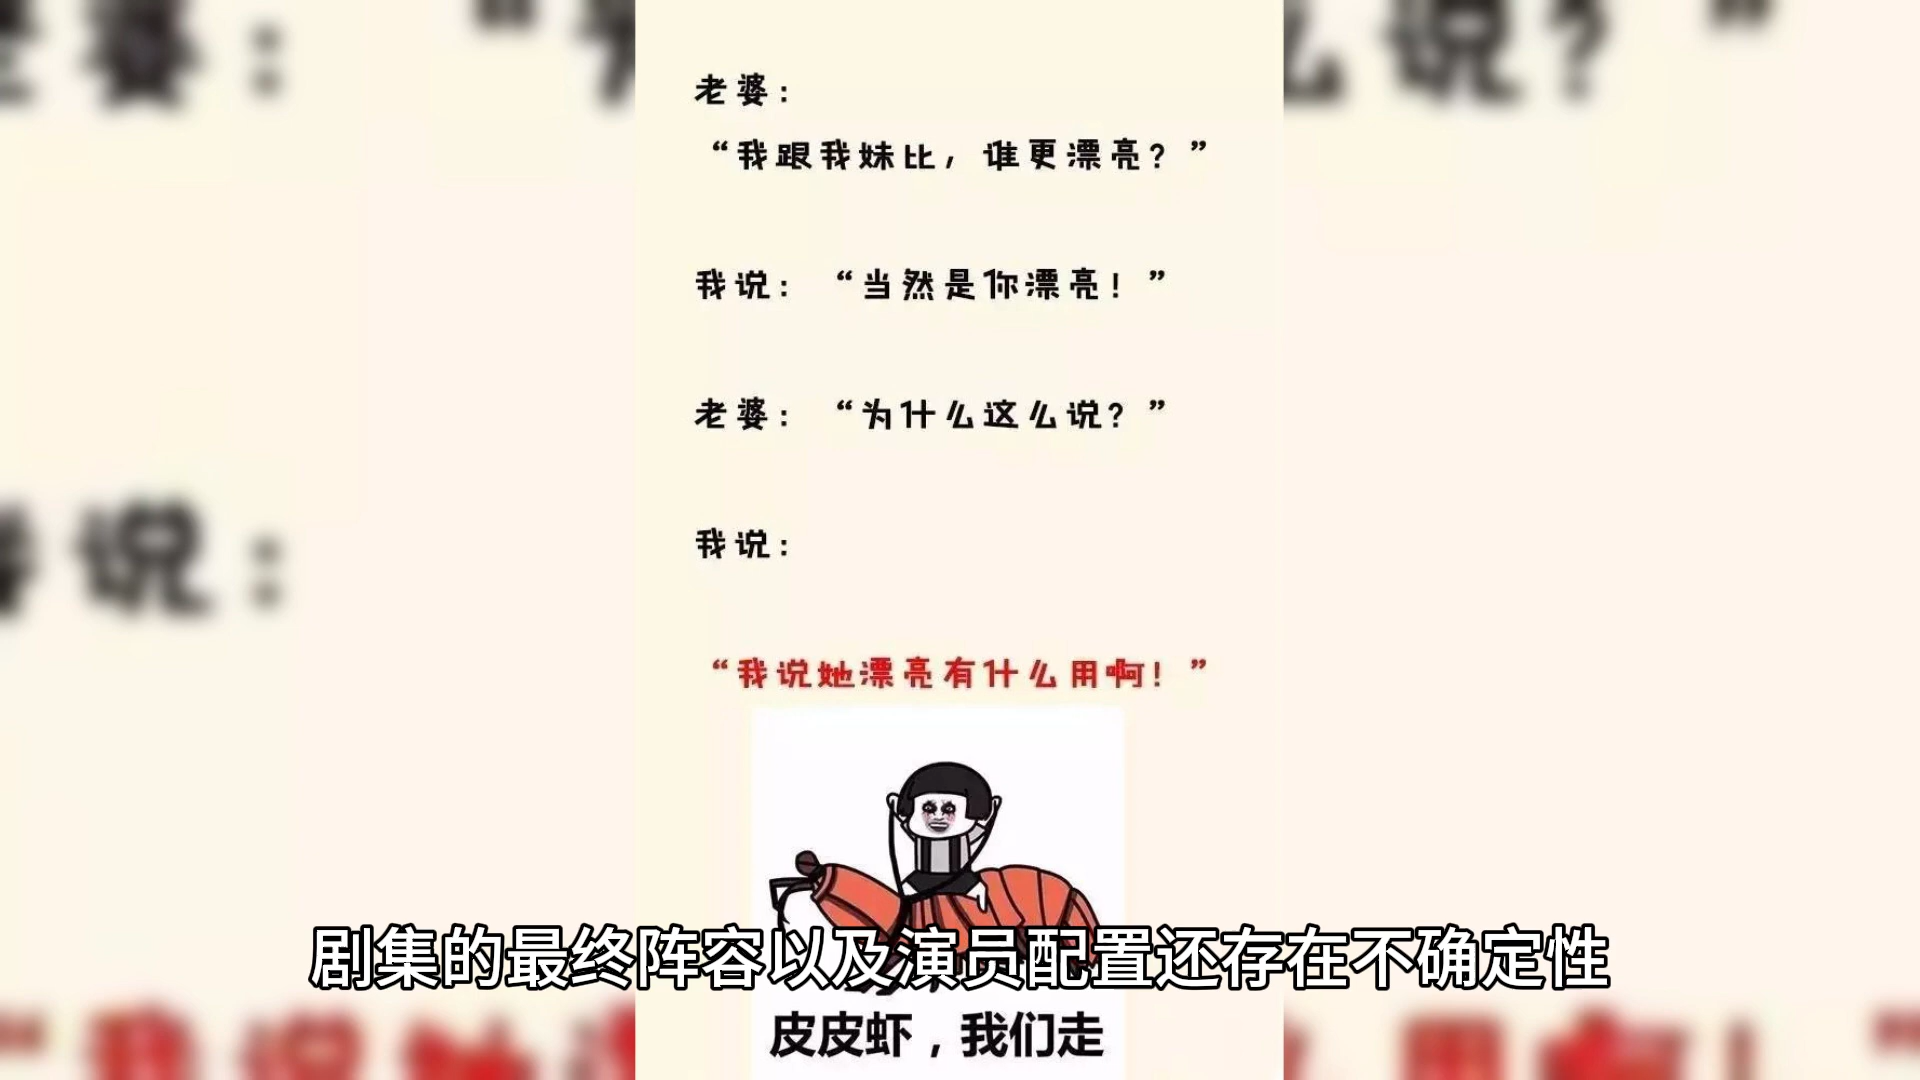 老婆：
“我跟我妹比，谁更漂亮？”
我说：“当然是你漂亮！”
老婆：“为什么这么说？”
我说：
“我说她漂亮有什么用啊！”
剧集的最终阵容以及演员配置还存在不确定性
皮皮虾，我们走